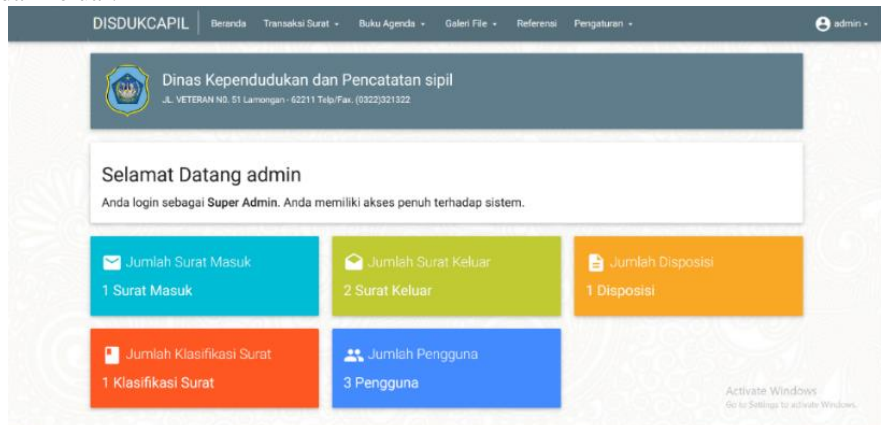 DISDUKCAPIL Beranda Transaksi Surat Buku Agenda Galeri File Referensi Pengaturan admin
Dinas Kependudukan dan Pencatatan sipil
JL. VETERAN N0. 51 Lamongan - 62211 Telp/Fax. (0322)321322
Selamat Datang admin
Anda login sebagai Super Admin. Anda memiliki akses penuh terhadap sistem.
Jumlah Surat Masuk
1 Surat Masuk
Jumlah Surat Keluar
2 Surat Keluar
Jumlah Disposisi
1 Disposisi
Jumlah Klasifikasi Surat
1 Klasifikasi Surat
Jumlah Pengguna
3 Pengguna
Activate Windows
Go to Settings to activate Windows.